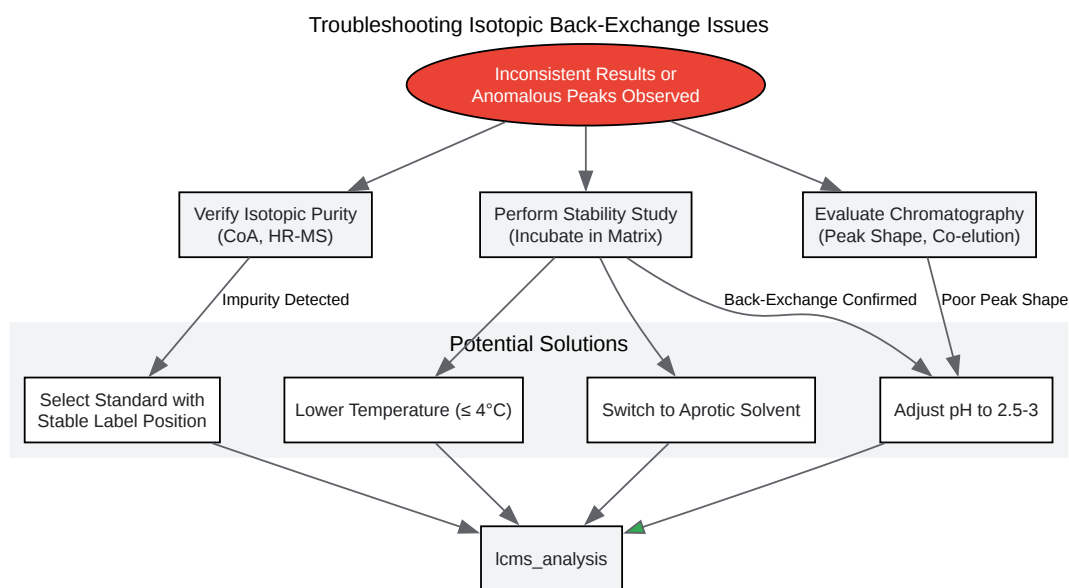 Troubleshooting Isotopic Back-Exchange Issues
Inconsistent Results or
Anomalous Peaks Observed
Verify Isotopic Purity
(CoA, HR-MS)
Perform Stability Study
(Incubate in Matrix)
Evaluate Chromatography
(Peak Shape, Co-elution)
Impurity Detected
Back-Exchange Confirmed
Poor Peak Shape
Potential Solutions
Select Standard with
Stable Label Position
Lower Temperature (≤ 4°C)
Switch to Aprotic Solvent
Adjust pH to 2.5-3
lcms_analysis